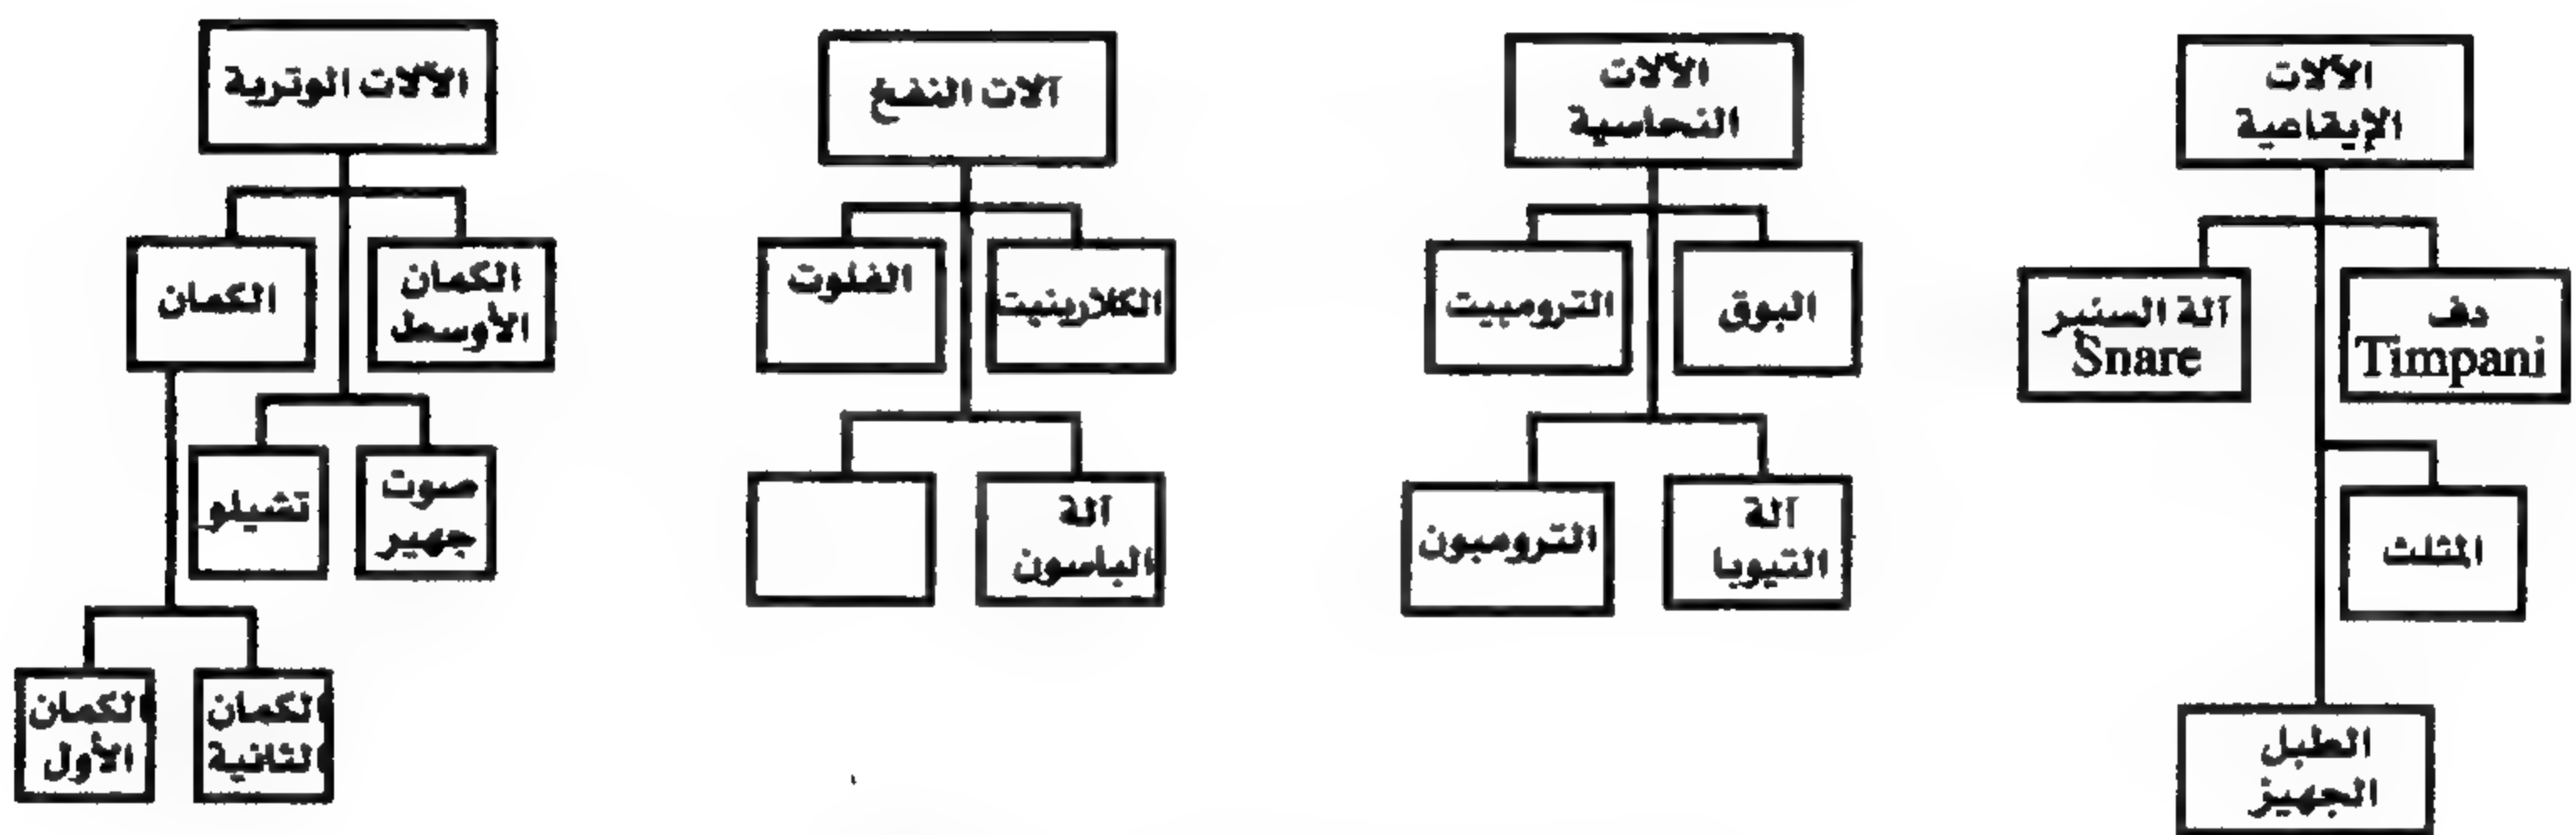 الآلات الوترية
الكمان
الأوسط
الكمان
صوت
جهير
تشيلو
الكمان
الثانية
الكمان
الأول
آلات النفخ
الكلارينيت
الفلوت
آلة
الباسون
الآلات
النحاسية
البوق
الترومبيت
آلة
التيوبا
الترومبون
الآلات
الإيقاعية
دف
Timpani
آلة السنير
Snare
المثلث
الطبل
الجهيز